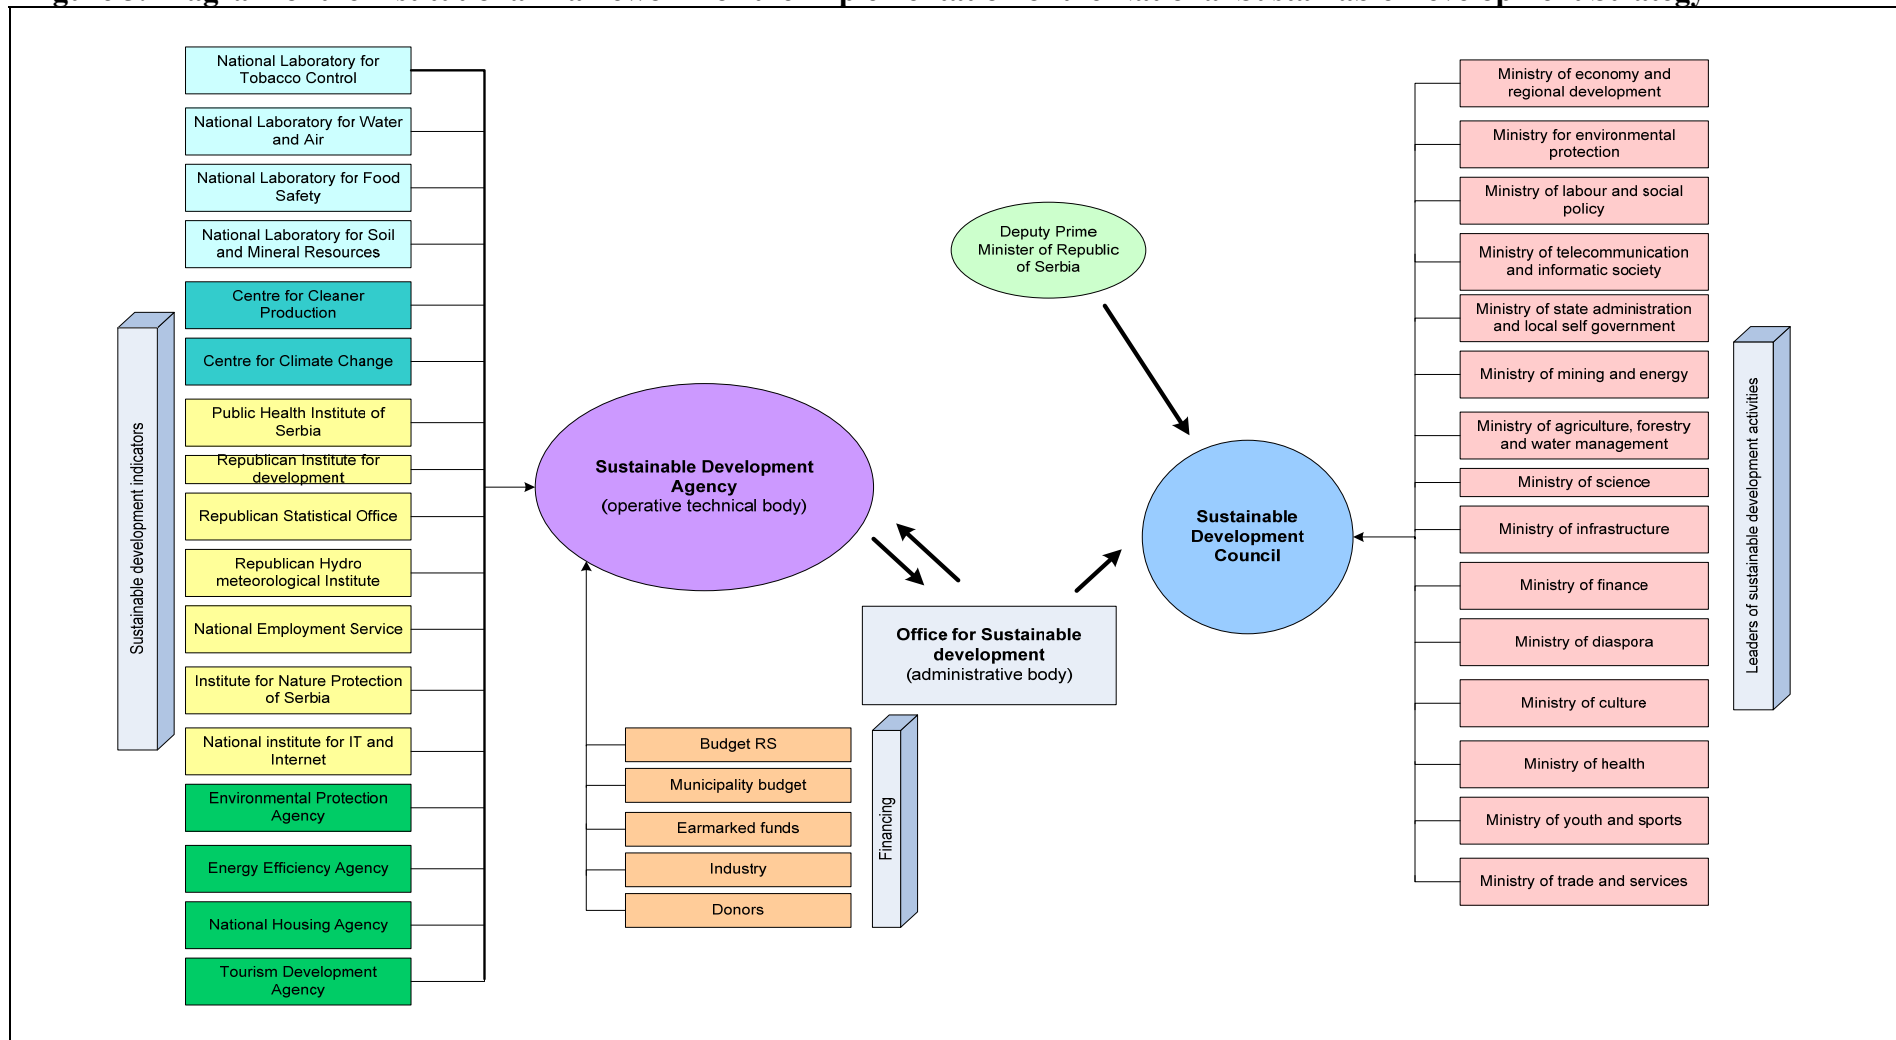 National Laboratory for
Tobacco Control
National Laboratory for Water
and Air
National Laboratory for Food
Safety
National Laboratory for Soil
and Mineral Resources
Centre for Cleaner
Production
Centre for Climate Change
Public Health Institute of
Serbia
Republican Institute for
development
Republican Statistical Office
Republican Hydro
meteorological Institute
National Employment Service
Institute for Nature Protection
of Serbia
National institute for IT and
Internet
Environmental Protection
Agency
Energy Efficiency Agency
National Housing Agency
Tourism Development
Agency
Sustainable development indicators
Sustainable Development
Agency
(operative technical body)
Budget RS
Municipality budget
Earmarked funds
Industry
Donors
Financing
Office for Sustainable
development
(administrative body)
Deputy Prime
Minister of Republic
of Serbia
Sustainable
Development
Council
Ministry of economy and
regional development
Ministry for environmental
protection
Ministry of labour and social
policy
Ministry of telecommunication
and informatic society
Ministry of state administration
and local self government
Ministry of mining and energy
Ministry of agriculture, forestry
and water management
Ministry of science
Ministry of infrastructure
Ministry of finance
Ministry of diaspora
Ministry of culture
Ministry of health
Ministry of youth and sports
Ministry of trade and services
Leaders of sustainable development activities